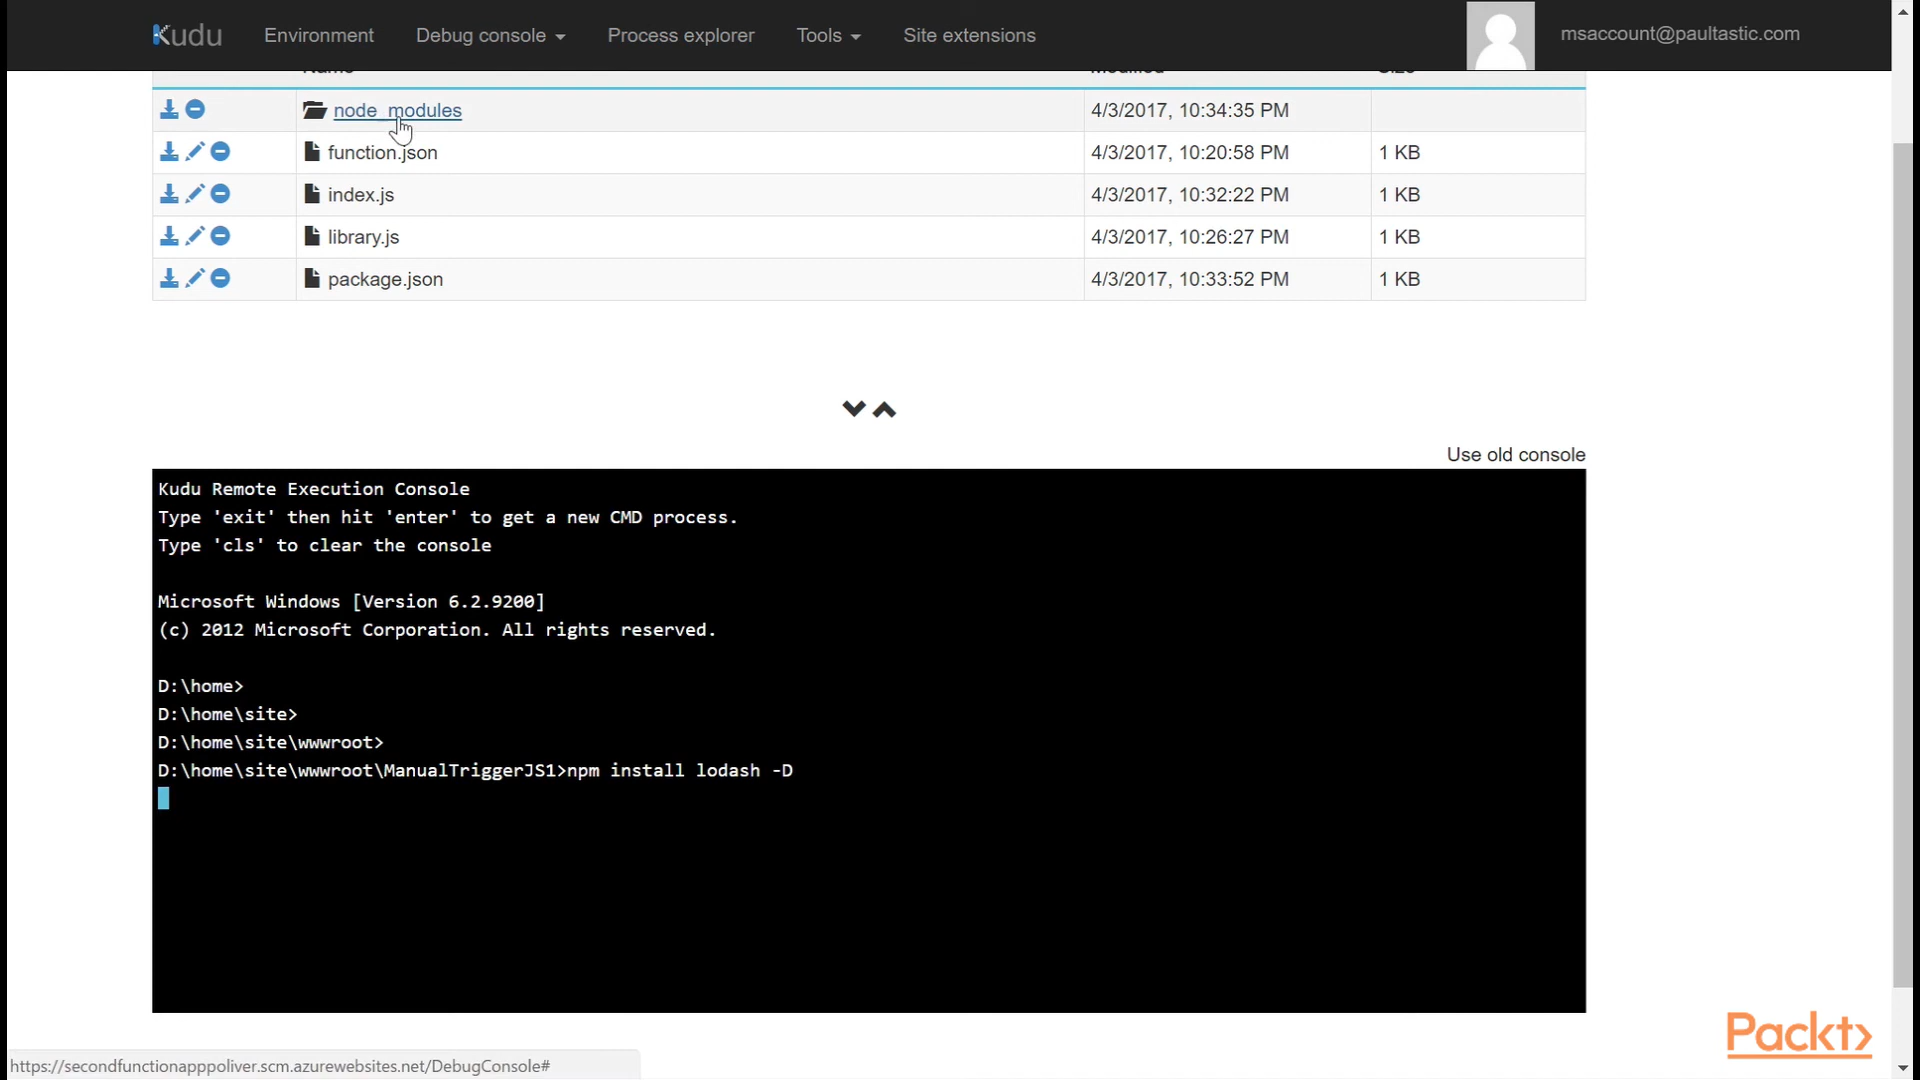 Kudu Environment Debug console Process explorer Tools Site extensions msaccount@paultastic.com
Name Modified Size
node_modules 4/3/2017, 10:34:35 PM
function.json 4/3/2017, 10:20:58 PM 1 KB
index.js 4/3/2017, 10:32:22 PM 1 KB
library.js 4/3/2017, 10:26:27 PM 1 KB
package.json 4/3/2017, 10:33:52 PM 1 KB
Use old console
Kudu Remote Execution Console
Type 'exit' then hit 'enter' to get a new CMD process.
Type 'cls' to clear the console
Microsoft Windows [Version 6.2.9200]
(c) 2012 Microsoft Corporation. All rights reserved.
D:\home>
D:\home\site>
D:\home\site\wwwroot>
D:\home\site\wwwroot\ManualTriggerJS1>npm install lodash -D
Packt>
https://secondfunctionapppoliver.scm.azurewebsites.net/DebugConsole#